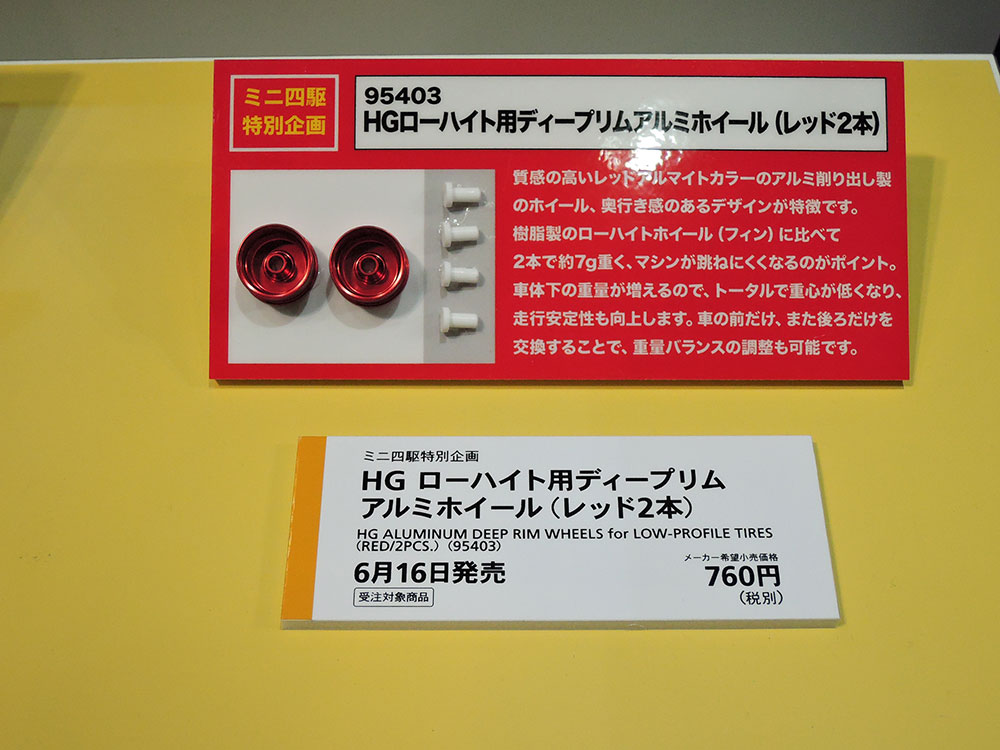 ミニ四駆
特別企画
95403
HGローハイト用ディープリムアルミホイール(レッド2本)
質感の高いレッドアルマイトカラーのアルミ削り出し製
のホイール、奥行き感のあるデザインが特徴です。
樹脂製のローハイトホイール(フィン)に比べて
2本で約7g重く、マシンが跳ねにくくなるのがポイント。
車体下の重量が増えるので、トータルで重心が低くなり、
走行安定性も向上します。車の前だけ、また後ろだけを
交換することで、重量バランスの調整も可能です。
ミニ四駆特別企画
HG ローハイト用ディープリム
アルミホイール(レッド2本)
HG ALUMINUM DEEP RIM WHEELS for LOW-PROFILE TIRES
(RED/2PCS.) (95403)
6月16日発売
受注対象商品
メーカー希望小売価格
760円
(税別)